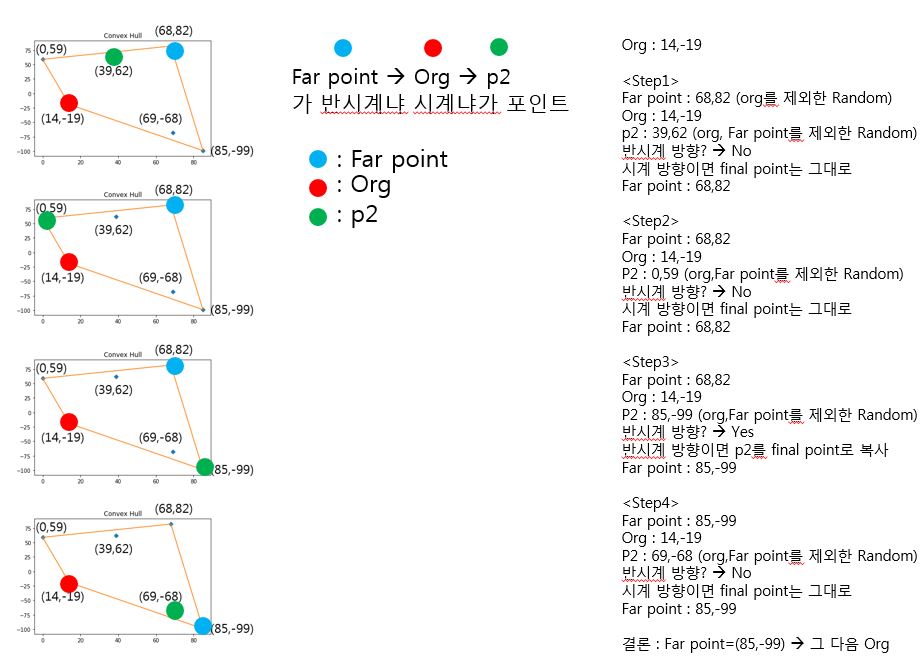 Convex Hull
(68,82)
(0,59)
(39,62)
(14,-19)
(69,-68)
(85,-99)
75
50
25
0
−25
−50
−75
−100
0
20
40
60
80
Convex Hull
(68,82)
(0,59)
(39,62)
(14,-19)
(69,-68)
(85,-99)
75
50
25
0
−25
−50
−75
−100
0
20
40
60
80
Convex Hull
(68,82)
(0,59)
(39,62)
(14,-19)
(69,-68)
(85,-99)
75
50
25
0
−25
−50
−75
−100
0
20
40
60
80
Convex Hull
(68,82)
(0,59)
(39,62)
(14,-19)
(69,-68)
(85,-99)
75
50
25
0
−25
−50
−75
−100
0
20
40
60
80
Far point → Org → p2
가 반시계냐 시계냐가 포인트
: Far point
: Org
: p2
Org : 14,-19
<Step1>
Far point : 68,82 (org를 제외한 Random)
Org : 14,-19
p2 : 39,62 (org, Far point를 제외한 Random)
반시계 방향? → No
시계 방향이면 final point는 그대로
Far point : 68,82
<Step2>
Far point : 68,82
Org : 14,-19
P2 : 0,59 (org,Far point를 제외한 Random)
반시계 방향? → No
시계 방향이면 final point는 그대로
Far point : 68,82
<Step3>
Far point : 68,82
Org : 14,-19
P2 : 85,-99 (org,Far point를 제외한 Random)
반시계 방향? → Yes
반시계 방향이면 p2를 final point로 복사
Far point : 85,-99
<Step4>
Far point : 85,-99
Org : 14,-19
P2 : 69,-68 (org,Far point를 제외한 Random)
반시계 방향? → No
시계 방향이면 final point는 그대로
Far point : 85,-99
결론 : Far point=(85,-99) → 그 다음 Org